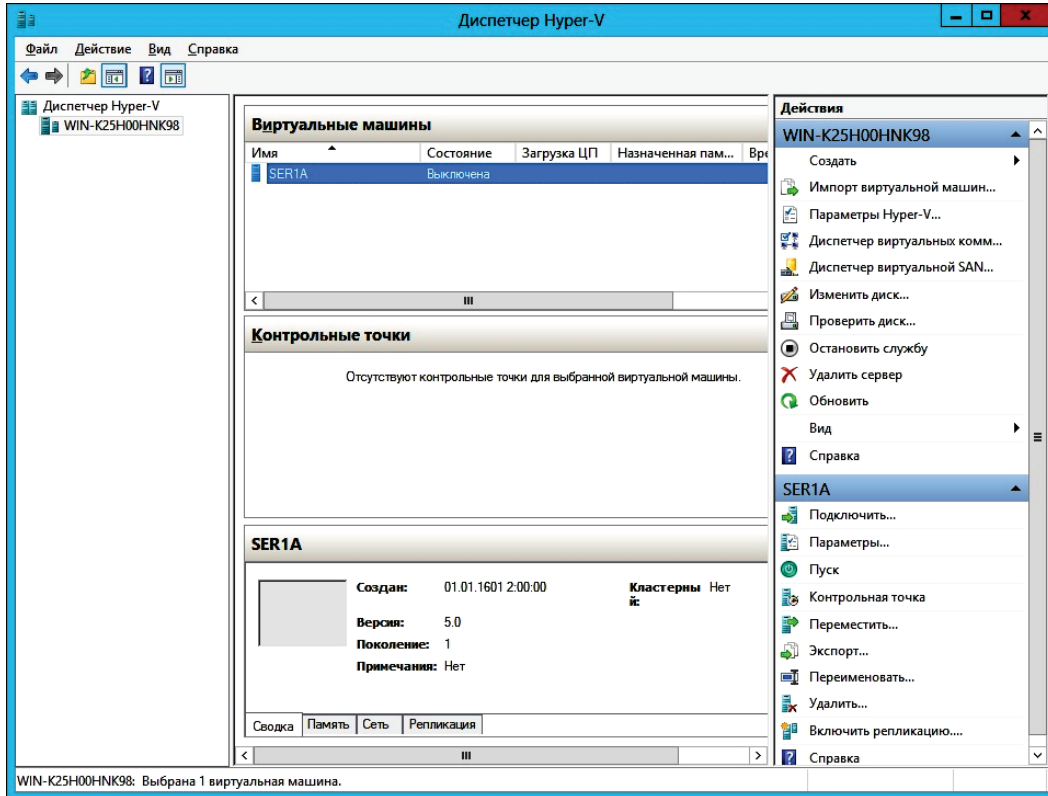 Диспетчер Hyper-V
Файл Действие Вид Справка
Диспетчер Hyper-V
WIN-K25H00HNK98
Виртуальные машины
Имя Состояние Загрузка ЦП Назначенная пам... Вре
SER1A Выключена
Контрольные точки
Отсутствуют контрольные точки для выбранной виртуальной машины.
SER1A
Создан: 01.01.1601 2:00:00 Кластерны Нет
й:
Версия: 5.0
Поколение: 1
Примечания: Нет
Сводка Память Сеть Репликация
Действия
WIN-K25H00HNK98
Создать
Импорт виртуальной машин...
Параметры Hyper-V...
Диспетчер виртуальных комм...
Диспетчер виртуальной SAN...
Изменить диск...
Проверить диск...
Остановить службу
Удалить сервер
Обновить
Вид
Справка
SER1A
Подключить...
Параметры...
Пуск
Контрольная точка
Переместить...
Экспорт...
Переименовать...
Удалить...
Включить репликацию....
Справка
WIN-K25H00HNK98: Выбрана 1 виртуальная машина.